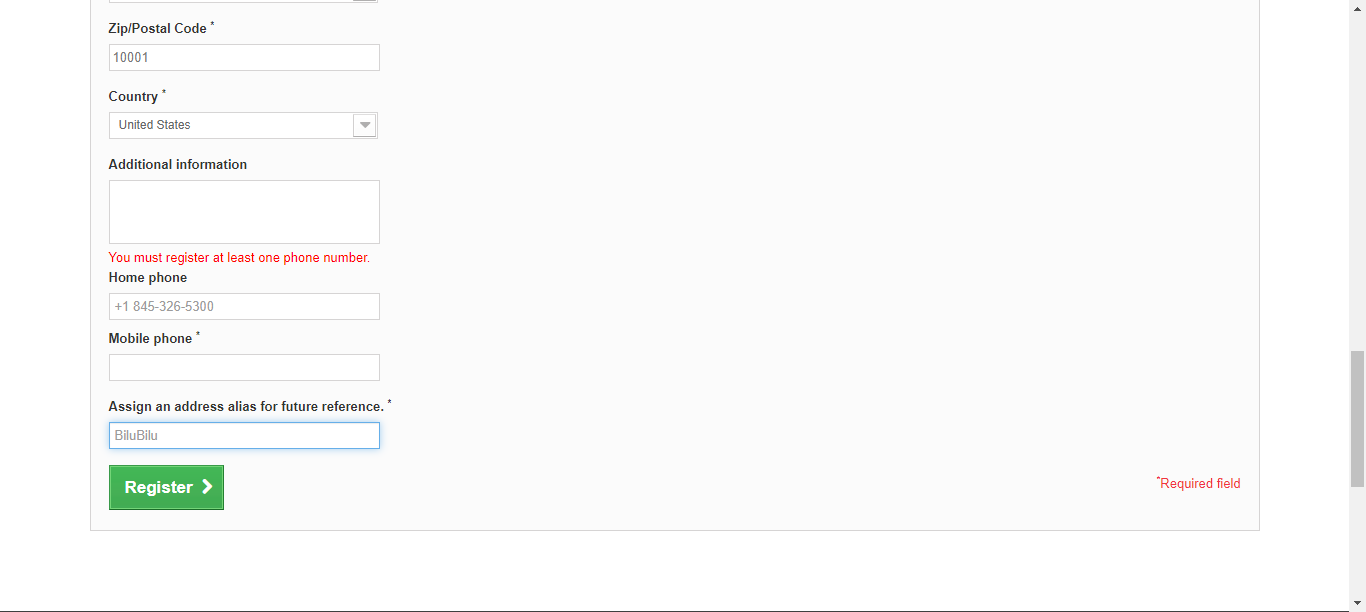 Zip/Postal Code *
10001
Country *
United States
Additional information
You must register at least one phone number.
Home phone
+1 845-326-5300
Mobile phone *
Assign an address alias for future reference. *
BiluBilu
Register
*Required field